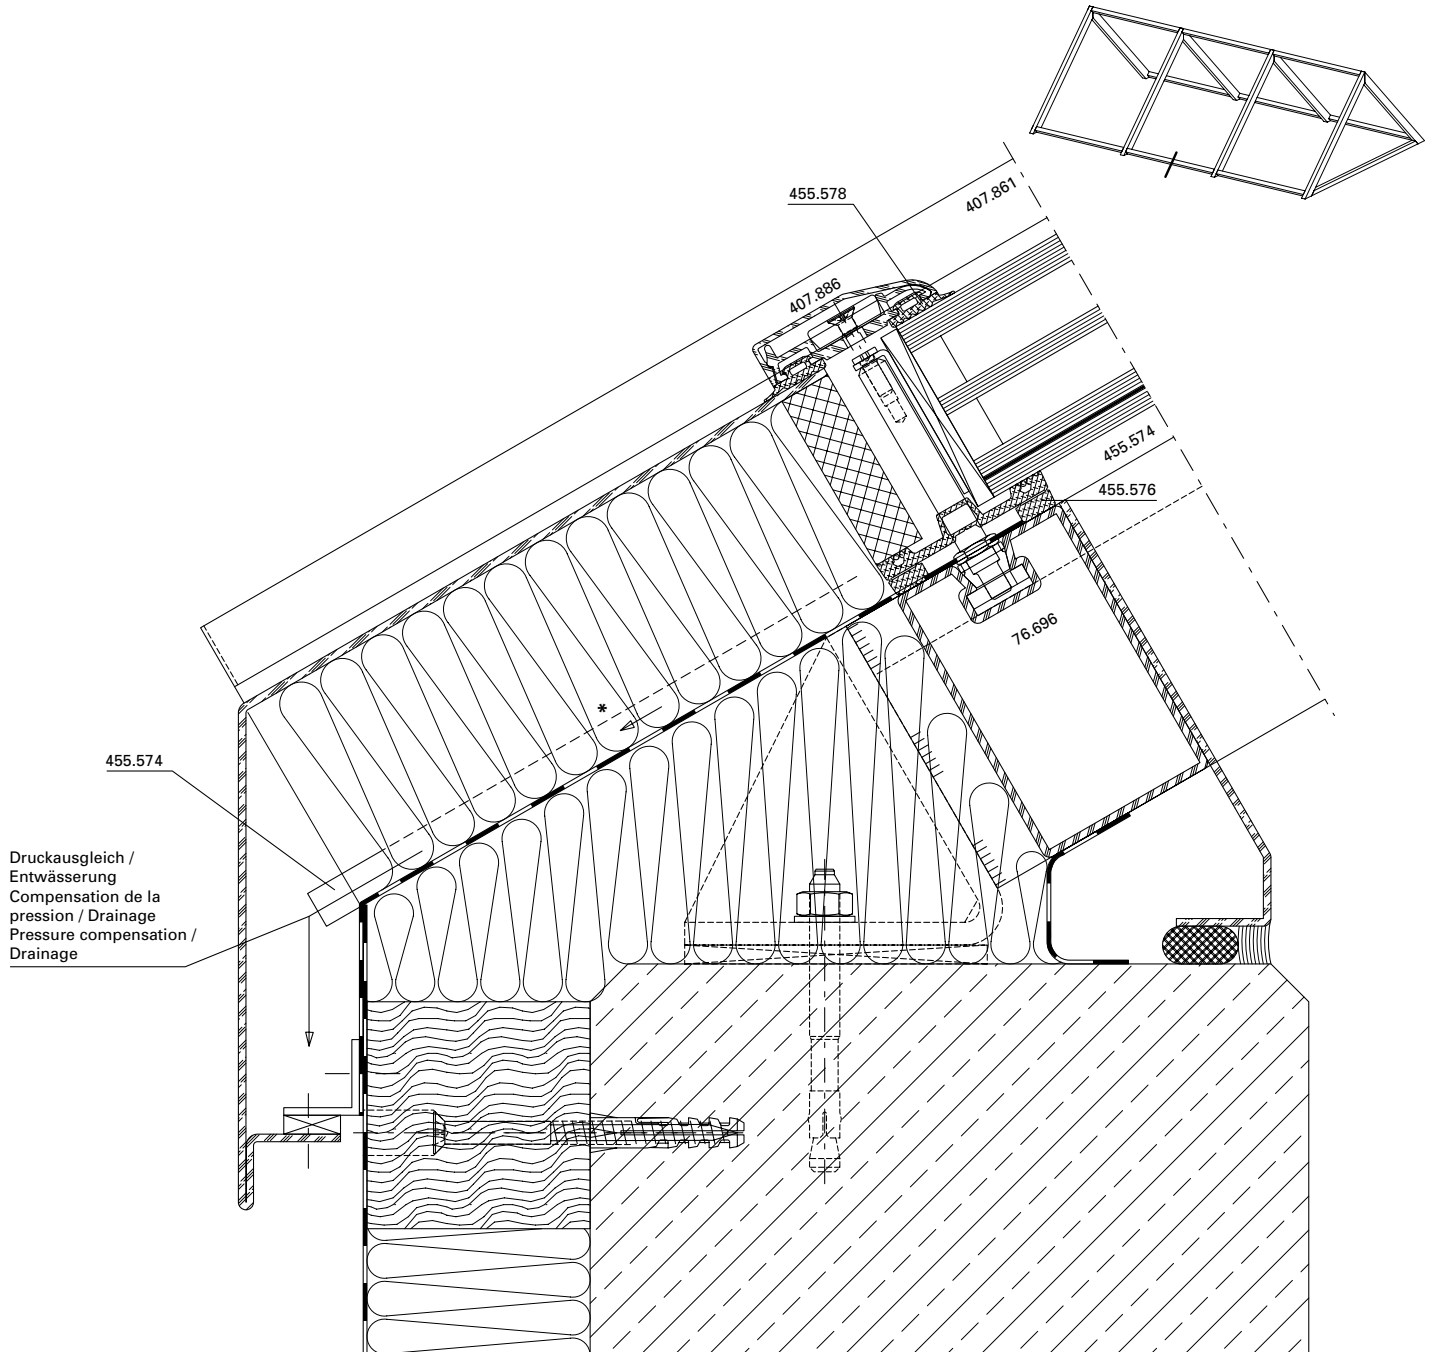 455.578
407.861
407.886
455.574
455.576
76.696
*
455.574
Druckausgleich /
Entwässerung
Compensation de la
pression / Drainage
Pressure compensation /
Drainage